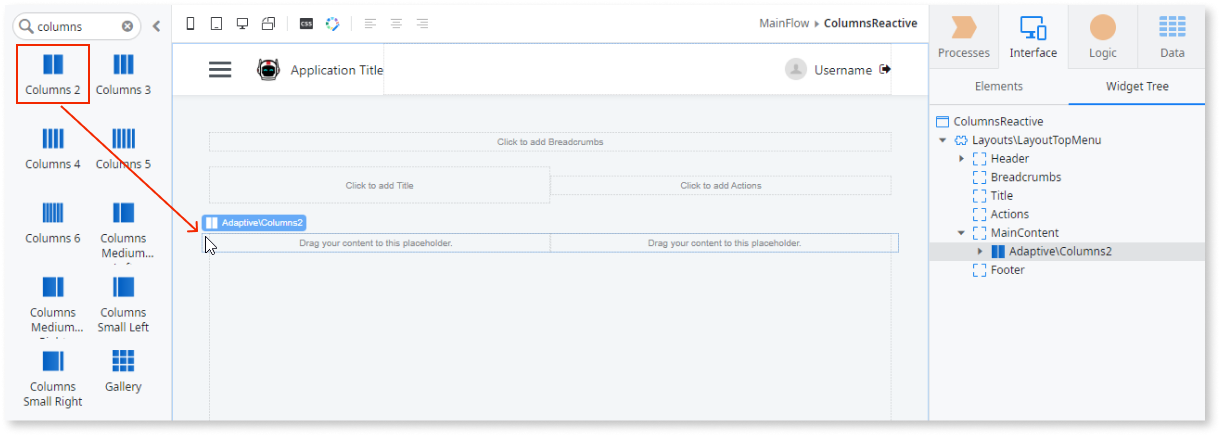 columns
Columns 2
Columns 3
Columns 4
Columns 5
Columns 6
Columns
Medium...
Columns
Medium...
Columns
Small Left
Columns
Small Right
Gallery
CSS
MainFlow ▸ ColumnsReactive
Application Title
Username
Click to add Breadcrumbs
Click to add Title
Click to add Actions
Adaptive\Columns2
Drag your content to this placeholder.
Drag your content to this placeholder.
Processes
Interface
Logic
Data
Elements
Widget Tree
ColumnsReactive
Layouts\LayoutTopMenu
Header
Breadcrumbs
Title
Actions
MainContent
Adaptive\Columns2
Footer